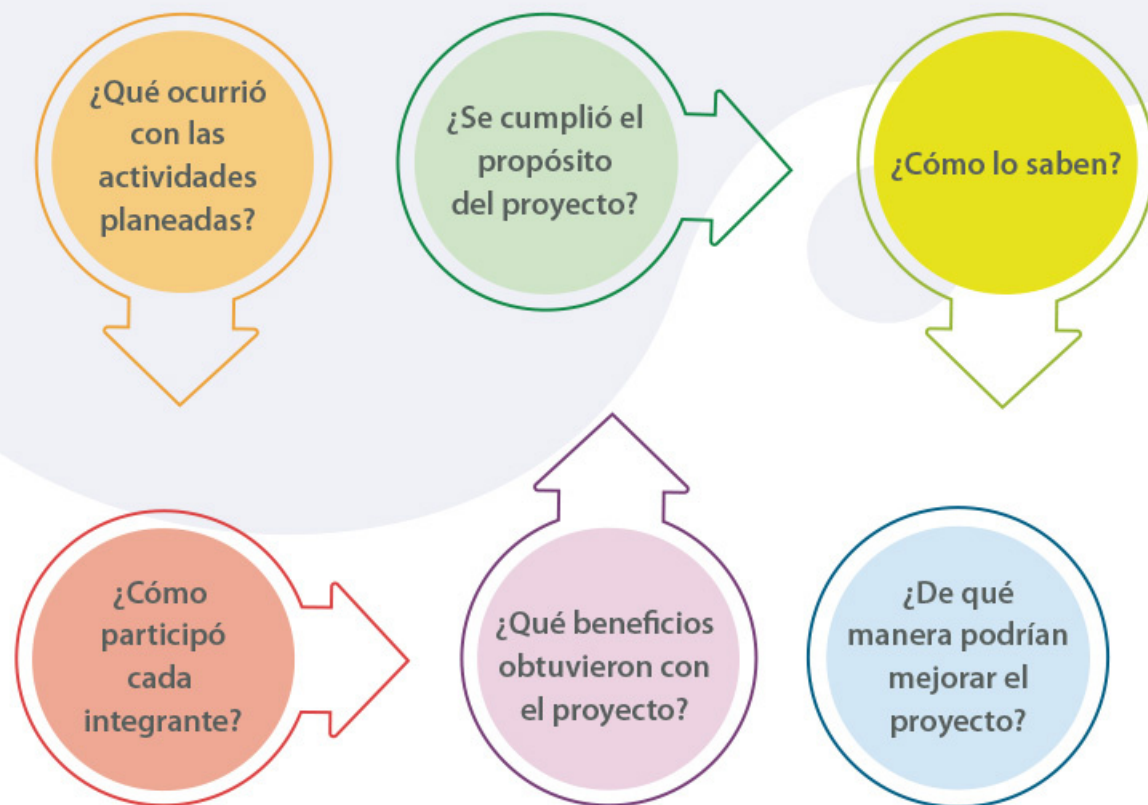 ¿Qué ocurrió
con las
actividades
planeadas?
¿Cómo
participó
cada
integrante?
¿Qué beneficios
obtuvieron con
el proyecto?
¿Se cumplió el
propósito
del proyecto?
¿Cómo lo saben?
¿De qué
manera podrían
mejorar el
proyecto?